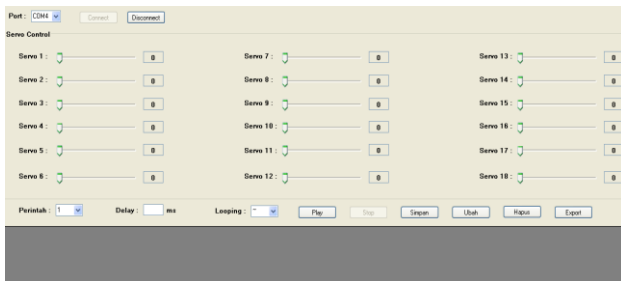 Port : COM4 Connect Disconnect
Servo Control
Servo 1 : 0 Servo 7 : 0 Servo 13 : 0
Servo 2 : 0 Servo 8 : 0 Servo 14 : 0
Servo 3 : 0 Servo 9 : 0 Servo 15 : 0
Servo 4 : 0 Servo 10 : 0 Servo 16 : 0
Servo 5 : 0 Servo 11 : 0 Servo 17 : 0
Servo 6 : 0 Servo 12 : 0 Servo 18 : 0
Perintah : 1 Delay : ms Looping : ~ Play Stop Simpan Ubah Hapus Export